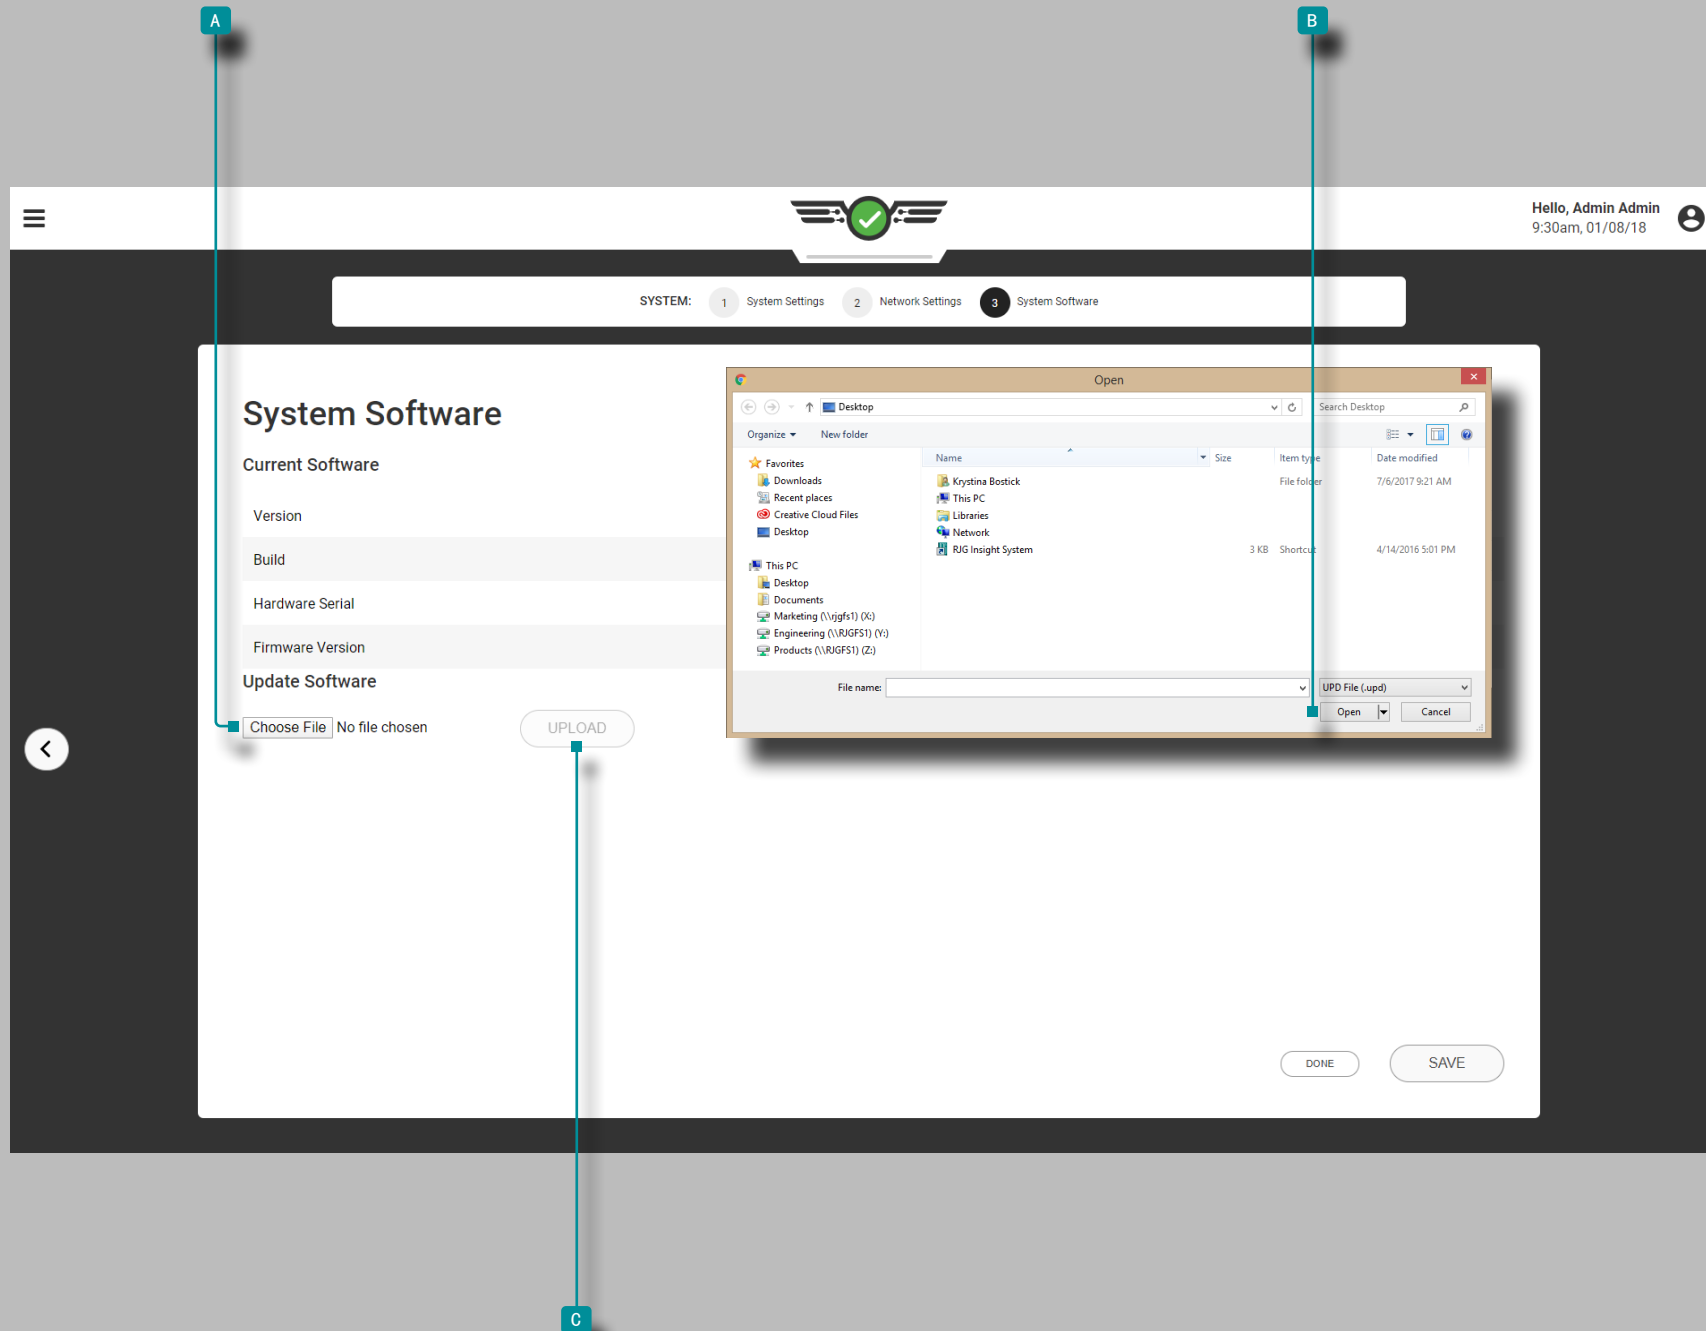 A
B
Hello, Admin Admin
9:30am, 01/08/18
SYSTEM: 1 System Settings 2 Network Settings 3 System Software
System Software
Current Software
Version
Build
Hardware Serial
Firmware Version
Update Software
Choose File No file chosen UPLOAD
Open
Desktop
Search Desktop
Organize New folder
Name Size Item type Date modified
Favorites
Downloads
Recent places
Creative Cloud Files
Desktop
This PC
Desktop
Documents
Marketing (\\rjgfs1) (X:)
Engineering (\\RJGFS1) (Y:)
Products (\\RJGFS1) (Z:)
Krystina Bostick File folder 7/6/2017 9:21 AM
This PC
Libraries
Network
RJG Insight System 3 KB Shortcut 4/14/2016 5:01 PM
File name: UPD File (.upd)
Open Cancel
DONE SAVE
C